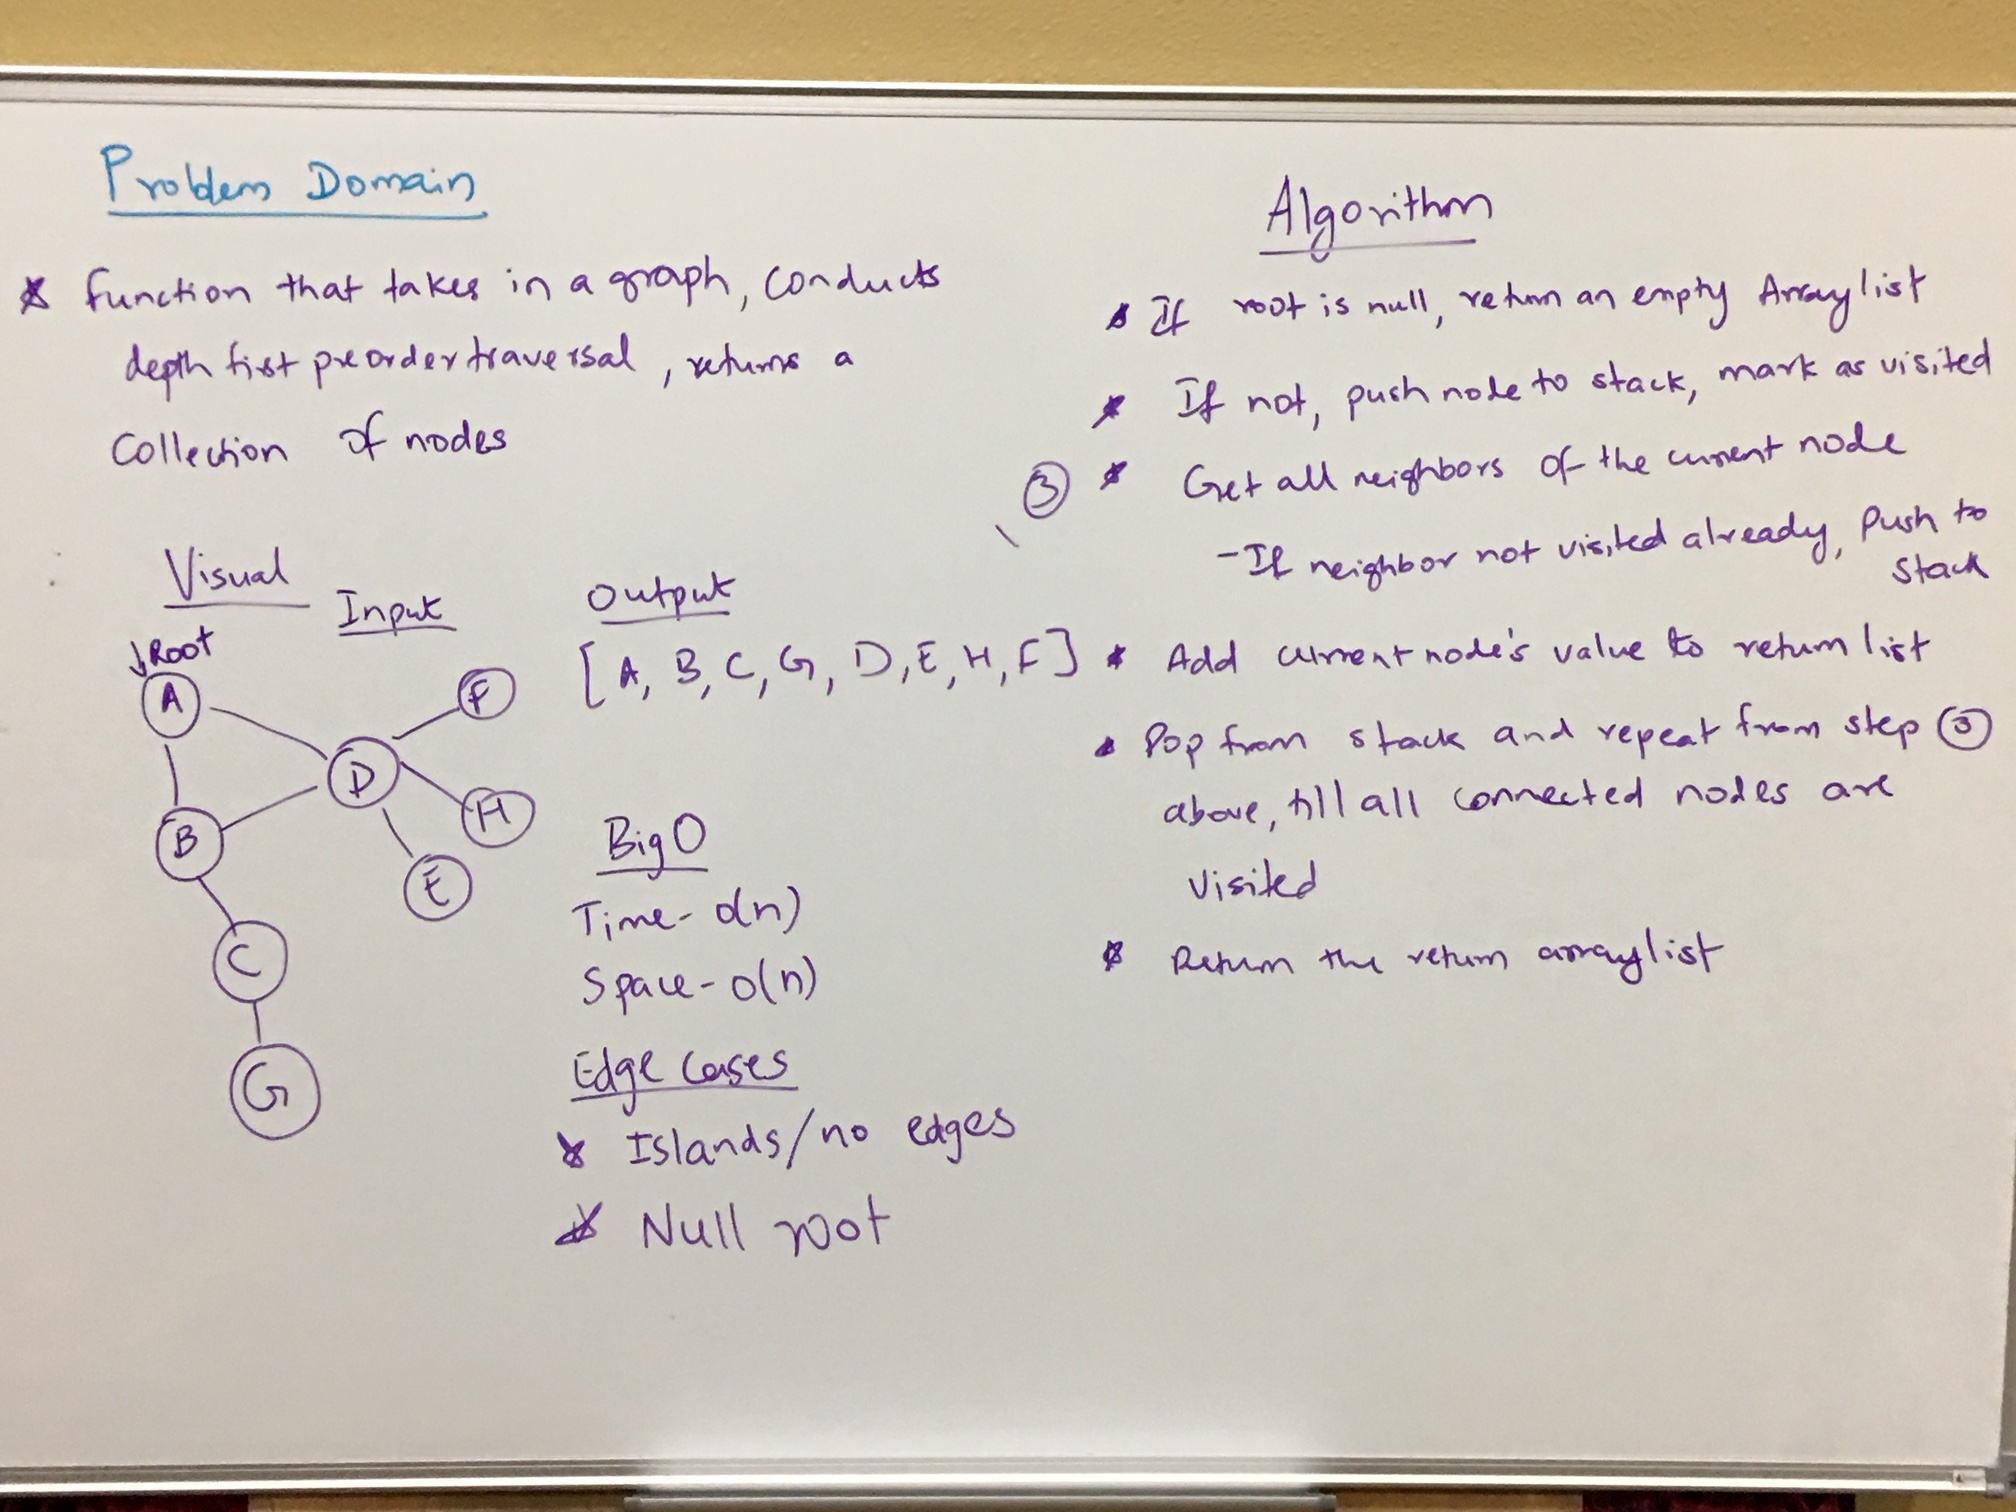 Problem Domain
* function that takes in a graph, conducts
depth first preorder traversal, returns a
Collection of nodes
Visual
Input
Root
A
F
D
H
B
E
C
G
Output
[A, B, C, G, D, E, H, F]
Big O
Time - O(n)
Space - O(n)
Edge Cases
* Islands/no edges
* Null root
Algorithm
* If root is null, return an empty Arraylist
* If not, push node to stack, mark as visited
③ * Get all neighbors of the current node
- If neighbor not visited already, Push to
stack
* Add current node's value to return list
* Pop from stack and repeat from step ③
above, till all connected nodes are
visited
* Return the return arraylist